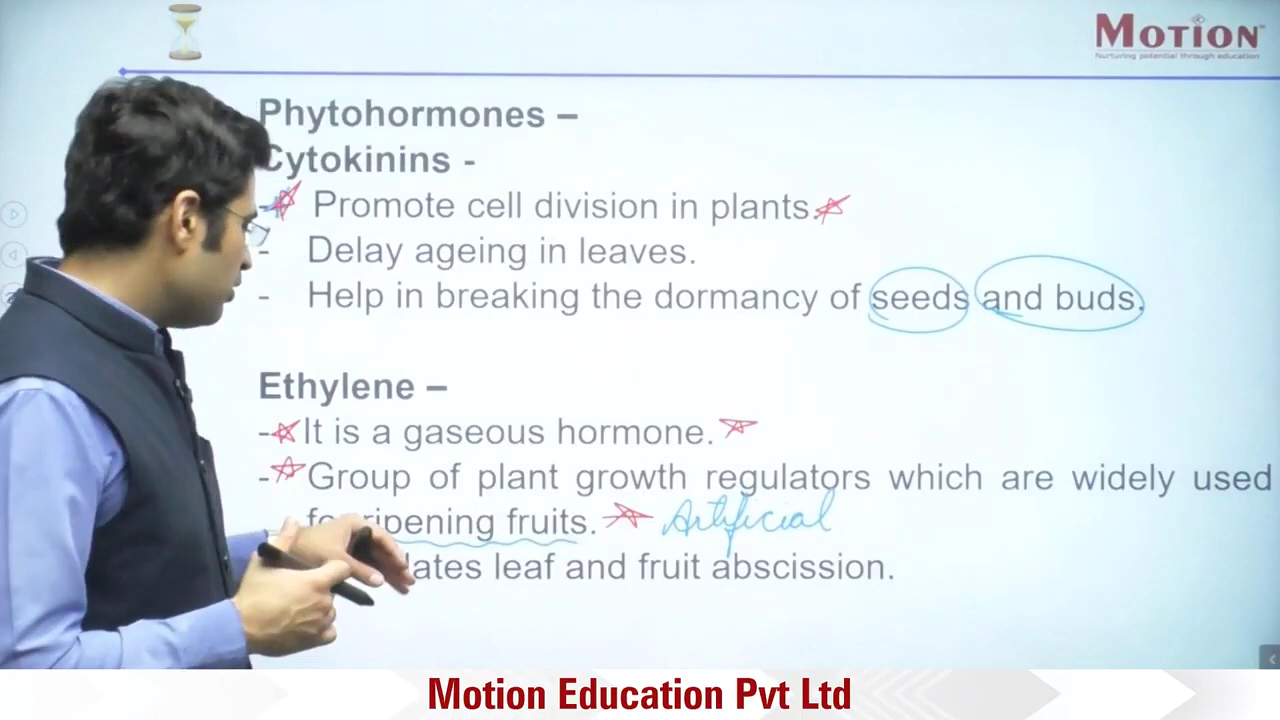 MOTION
Nurturing potential through education
Phytohormones –
Cytokinins -
- Promote cell division in plants.
- Delay ageing in leaves.
- Help in breaking the dormancy of seeds and buds.
Ethylene –
- It is a gaseous hormone.
- Group of plant growth regulators which are widely used
ripening fruits. Artificial
lates leaf and fruit abscission.
Motion Education Pvt Ltd